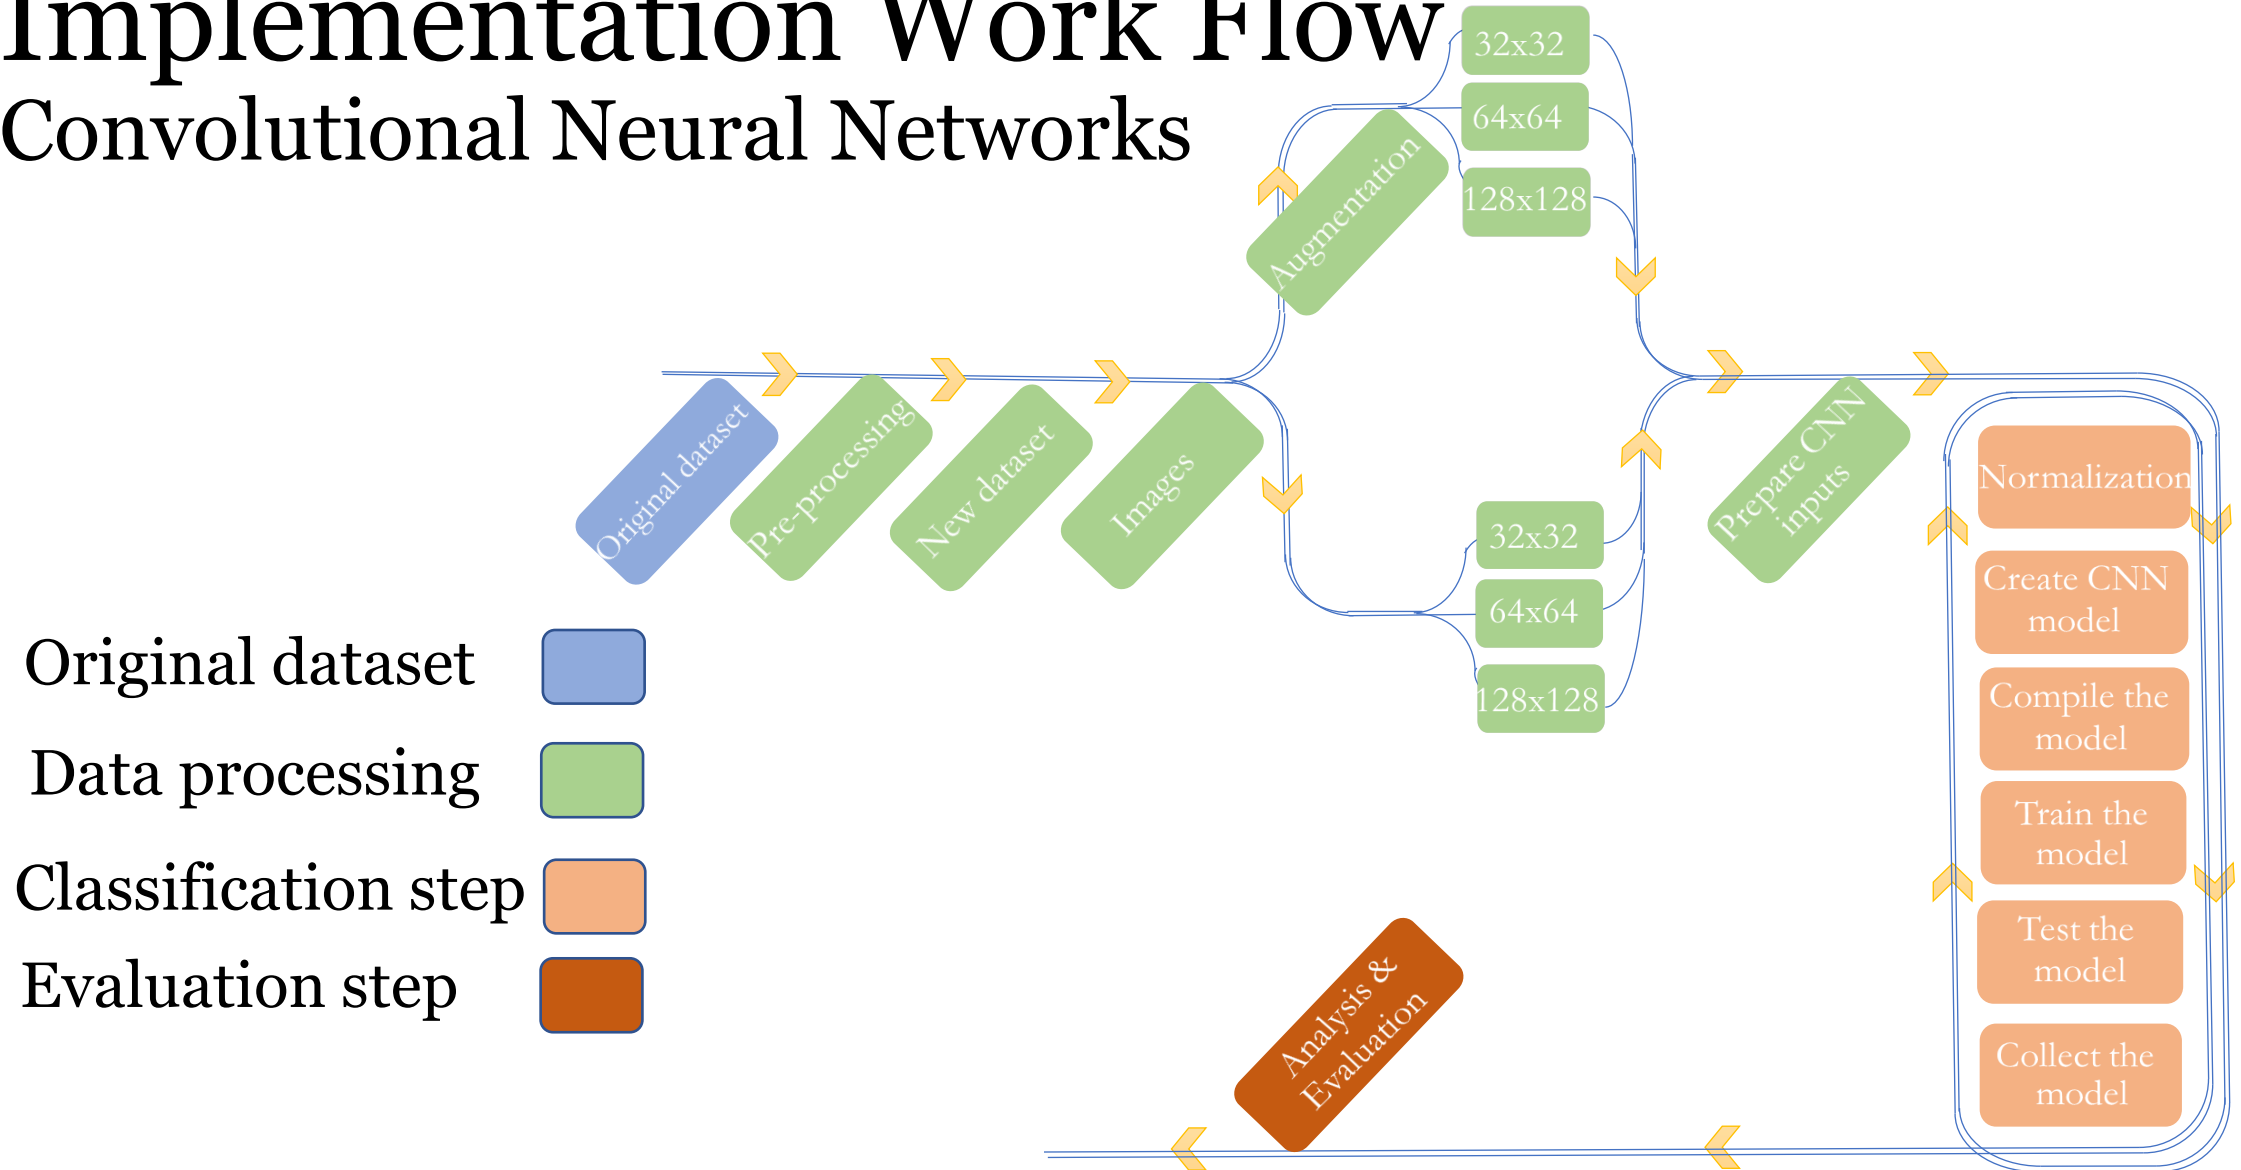 Implementation Work Flow
Convolutional Neural Networks
32x32
64x64
128x128
Augmentation
Original dataset
Pre-processing
New dataset
Images
32x32
64x64
128x128
Prepare CNN
inputs
Normalization
Create CNN
model
Compile the
model
Train the
model
Test the
model
Collect the
model
Analysis &
Evaluation
Original dataset
Data processing
Classification step
Evaluation step